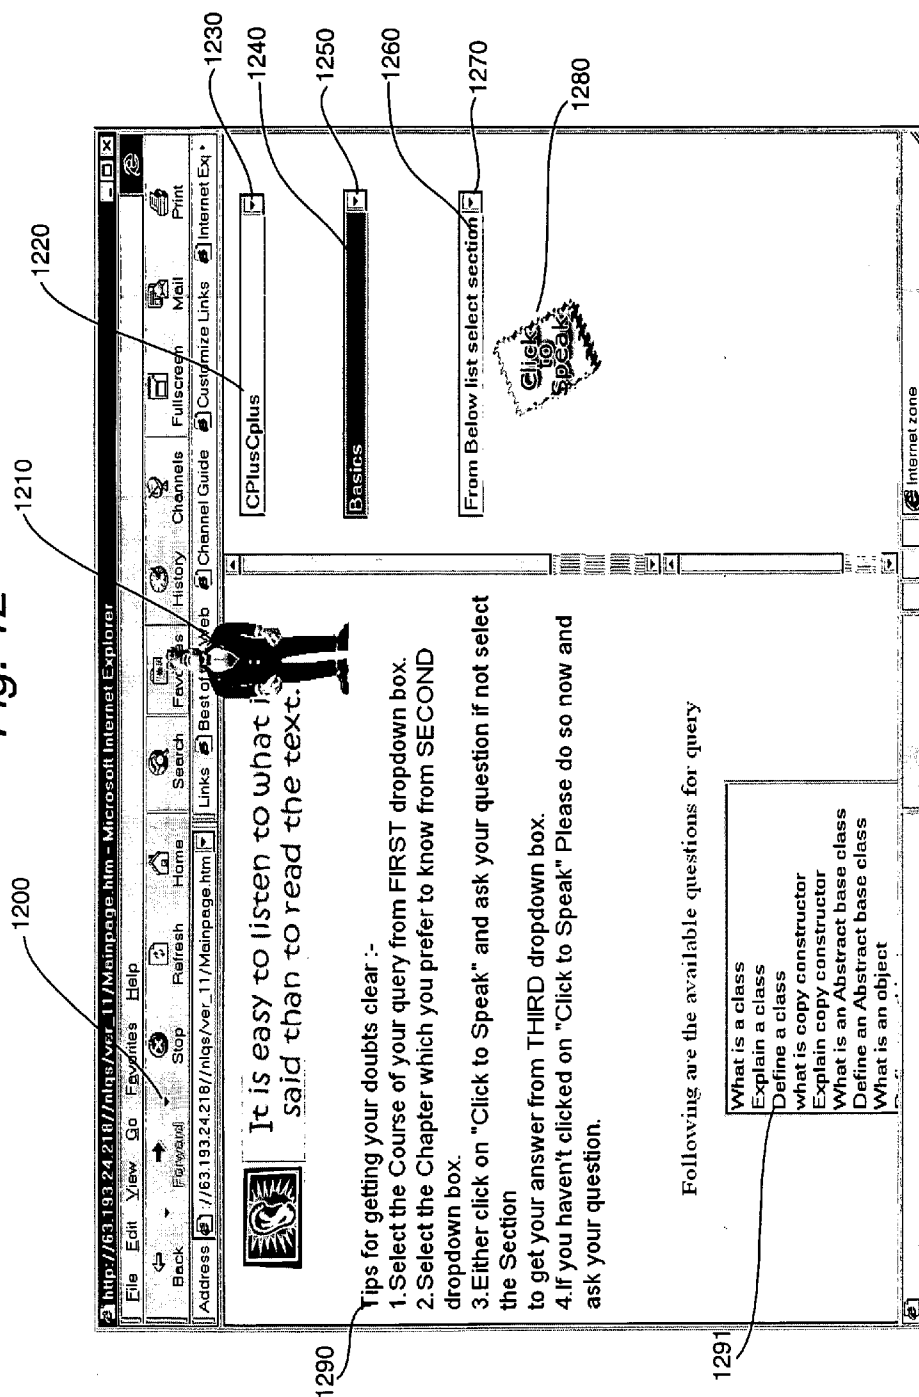 1200
1210
1220
1230
1240
1250
1260
1270
1280
1290
1291
http://63.193.24.218//nlqs/ver_11/Mainpage.htm - Microsoft Internet Explorer
File Edit View Go Favorites Help
Back Forward Stop Refresh Home Search History Channels Fullscreen Mail Print
Address ://63.193.24.218//nlqs/ver_11/Mainpage.htm Links Best of Web Channel Guide Customize Links Internet Exp
It is easy to listen to what
said than to read the text.
Tips for getting your doubts clear :-
1.Select the Course of your query from FIRST dropdown box.
2.Select the Chapter which you prefer to know from SECOND
dropdown box.
3.Either click on "Click to Speak" and ask your question if not select
the Section
to get your answer from THIRD dropdown box.
4.If you haven't clicked on "Click to Speak" Please do so now and
ask your question.
CPlusCplus
Basics
From Below list select section
Click
to
Speak
Following are the available questions for query
What is a class
Explain a class
Define a class
what is copy constructor
Explain copy constructor
What is an Abstract base class
Define an Abstract base class
What is an object
Internet zone